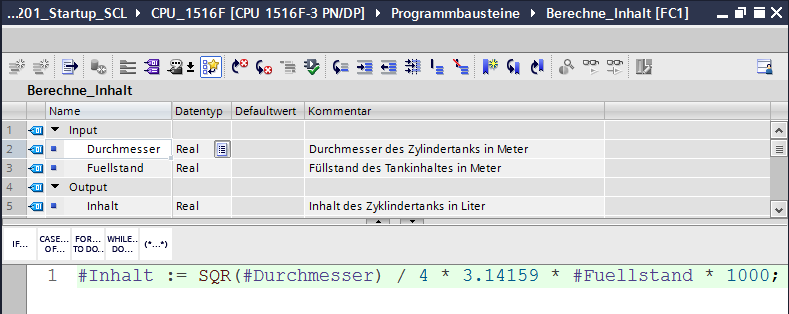 ...201_Startup_SCL ▸ CPU_1516F [CPU 1516F-3 PN/DP] ▸ Programmbausteine ▸ Berechne_Inhalt [FC1]
Berechne_Inhalt
Name Datentyp Defaultwert Kommentar
1 Input
2 Durchmesser Real Durchmesser des Zylindertanks in Meter
3 Fuellstand Real Füllstand des Tankinhaltes in Meter
4 Output
5 Inhalt Real Inhalt des Zyklindertanks in Liter
IF... CASE... OF... FOR... TO DO... WHILE.. DO... (*...*)
1 #Inhalt := SQR(#Durchmesser) / 4 * 3.14159 * #Fuellstand * 1000;